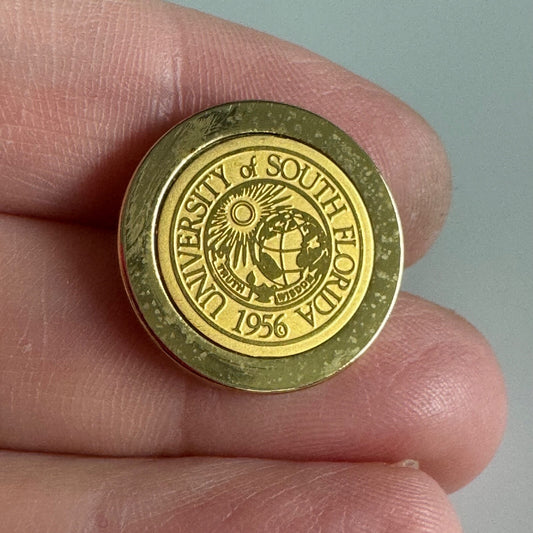 UNIVERSITY of SOUTH FLORIDA
TRUTH WISDOM
1956